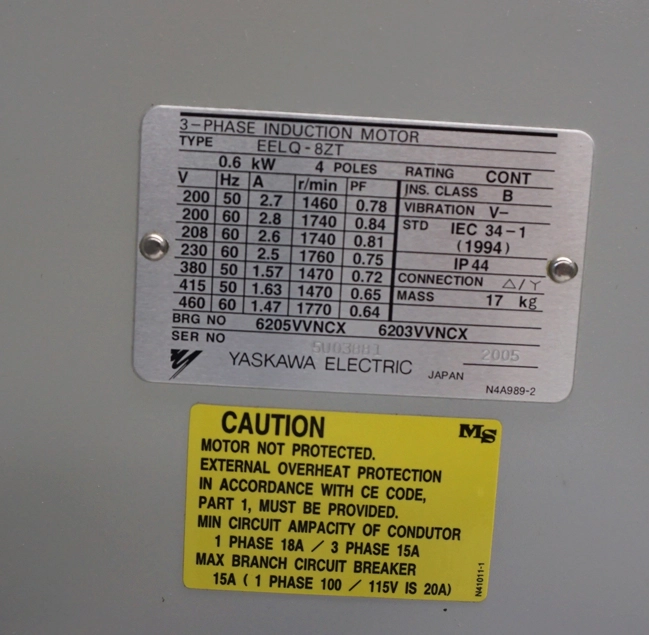 3-PHASE INDUCTION MOTOR
TYPE EELQ-8ZT
0.6 kW 4 POLES
V Hz A r/min PF
200 50 2.7 1460 0.78
200 60 2.8 1740 0.84
208 60 2.6 1740 0.81
230 60 2.5 1760 0.75
380 50 1.57 1470 0.72
415 50 1.63 1470 0.65
460 60 1.47 1770 0.64
RATING CONT
INS. CLASS B
VIBRATION V-
STD IEC 34-1
(1994)
IP44
CONNECTION △/Y
MASS 17 kg
BRG NO 6205VVNCX 6203VVNCX
SER NO
2005
YASKAWA ELECTRIC JAPAN
N4A989-2
CAUTION
MS
MOTOR NOT PROTECTED.
EXTERNAL OVERHEAT PROTECTION
IN ACCORDANCE WITH CE CODE,
PART 1, MUST BE PROVIDED.
MIN CIRCUIT AMPACITY OF CONDUTOR
1 PHASE 18A / 3 PHASE 15A
MAX BRANCH CIRCUIT BREAKER
15A ( 1 PHASE 100 / 115V IS 20A)
N41011-1